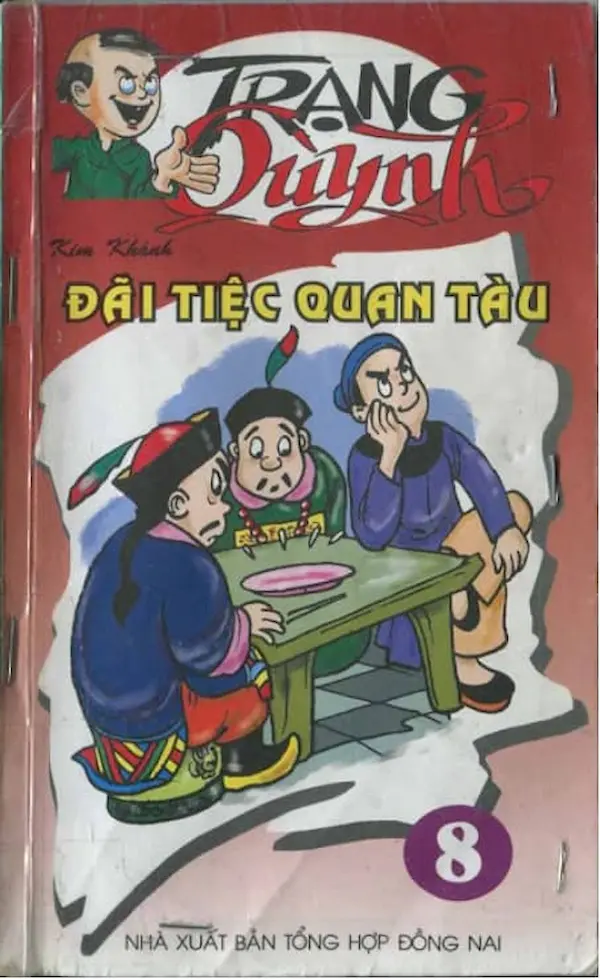 TRẠNG
Quỳnh
Kim Khánh
ĐÃI TIỆC QUAN TÀU
8
NHÀ XUẤT BẢN TỔNG HỢP ĐỒNG NAI